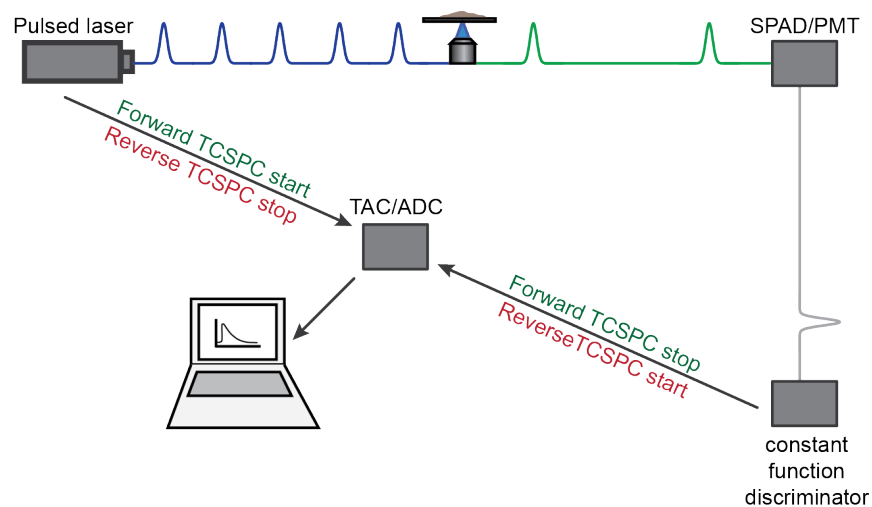 Pulsed laser
SPAD/PMT
Forward TCSPC start
Reverse TCSPC stop
TAC/ADC
Forward TCSPC stop
ReverseTCSPC start
constant
function
discriminator